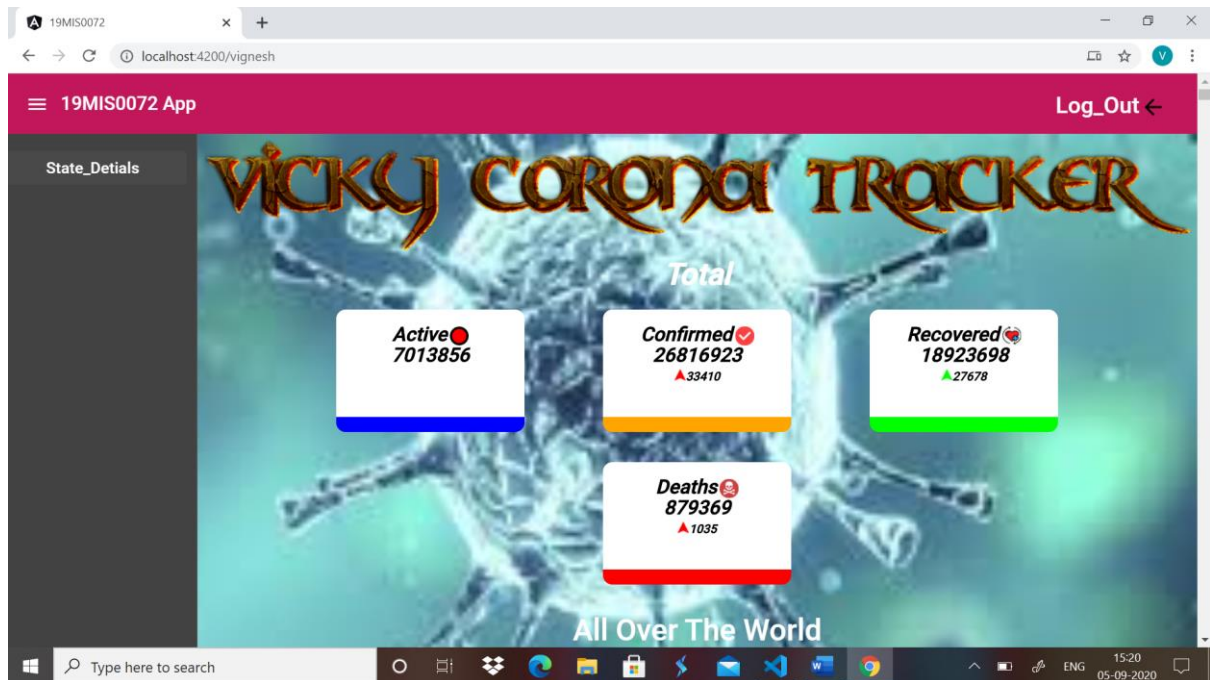 19MIS0072
localhost:4200/vignesh
V
19MIS0072 App
Log_Out
State_Detials
VICKY CORONA TRACKER
Total
Active
7013856
Confirmed
26816923
33410
Recovered
18923698
27678
Deaths
879369
1035
All Over The World
Type here to search
ENG
15:20
05-09-2020